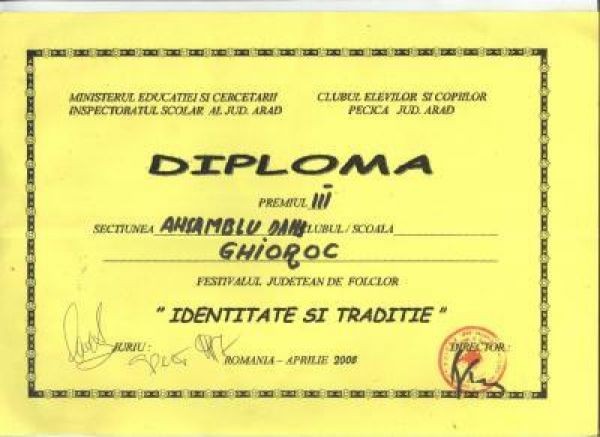 MINISTERUL EDUCATIEI SI CERCETARII
INSPECTORATUL SCOLAR AL JUD. ARAD
CLUBUL ELEVILOR SI COPIILOR
PECICA JUD. ARAD
DIPLOMA
PREMIUL III
SECTIUNEA ANSAMBLU DANS CLUBUL / SCOALA
GHIOROC
FESTIVALUL JUDETEAN DE FOLCLOR
" IDENTITATE SI TRADITIE "
JURIU : DIRECTOR :
ROMANIA – APRILIE 2006